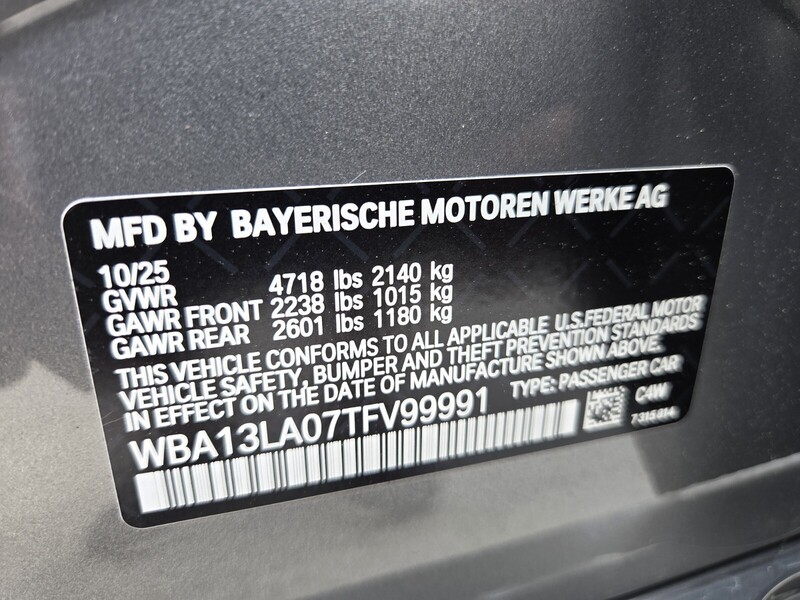 MFD BY BAYERISCHE MOTOREN WERKE AG
10/25
GVWR 4718 lbs 2140 kg
GAWR FRONT 2238 lbs 1015 kg
GAWR REAR 2601 lbs 1180 kg
THIS VEHICLE CONFORMS TO ALL APPLICABLE U.S.FEDERAL MOTOR
VEHICLE SAFETY, BUMPER AND THEFT PREVENTION STANDARDS
IN EFFECT ON THE DATE OF MANUFACTURE SHOWN ABOVE.
WBA13LA07TFV99991 TYPE: PASSENGER CAR
C4W
7315814